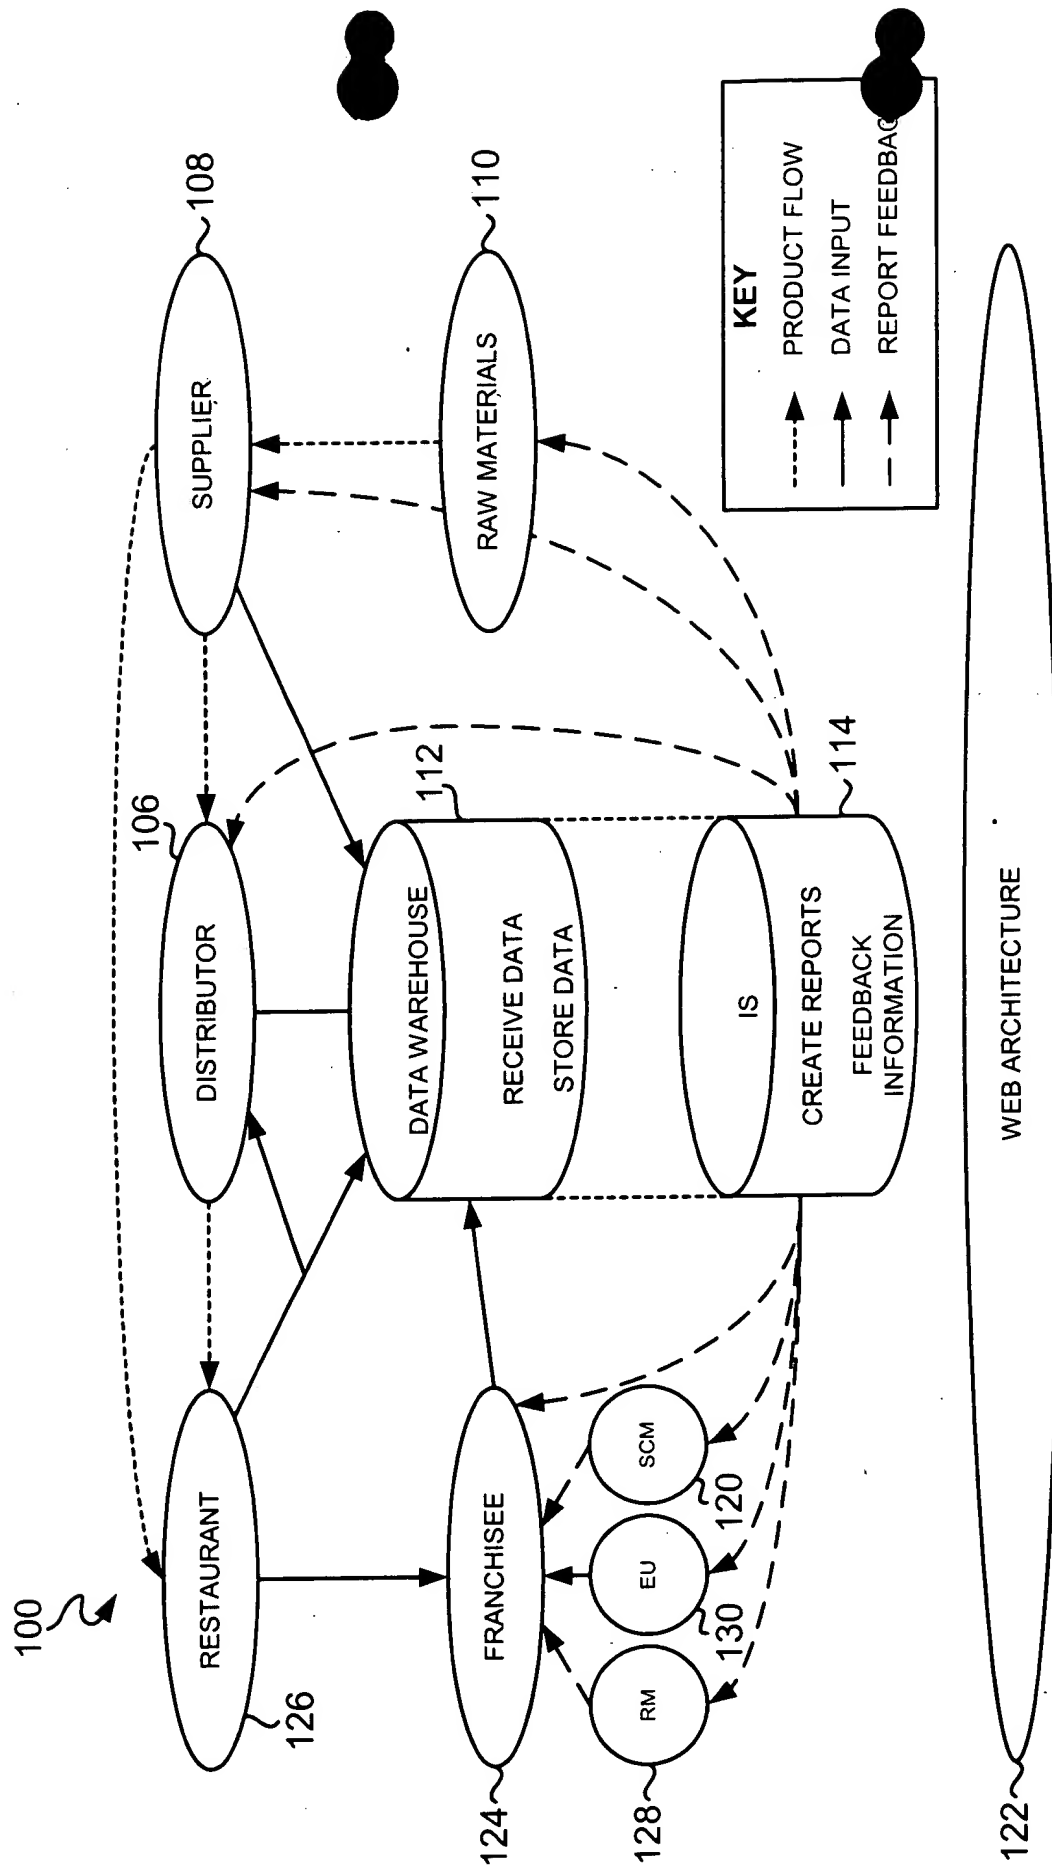 100
RESTAURANT
126
106
DISTRIBUTOR
SUPPLIER
108
124
FRANCHISEE
DATA WAREHOUSE
112
RECEIVE DATA
STORE DATA
RAW MATERIALS
110
128
RM
EU
130
SCM
120
IS
CREATE REPORTS
FEEDBACK
INFORMATION
114
KEY
PRODUCT FLOW
DATA INPUT
REPORT FEEDBAC
WEB ARCHITECTURE
122